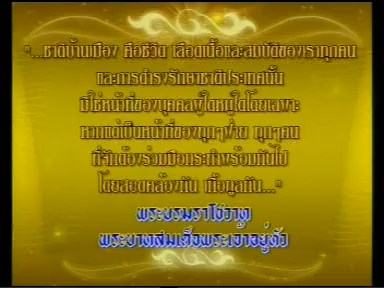 "...ชาติบ้านเมือง คือชีวิต เลือดเนื้อและสมบัติของเราทุกคน
และการดำรงรักษาชาติประเทศนั้น
มิใช่หน้าที่ของบุคคลผู้ใดหมู่ใดโดยเฉพาะ
หากแต่เป็นหน้าที่ของทุกๆฝ่าย ทุกๆคน
ที่จักต้องร่วมมือกระทำพร้อมกันไป
โดยสอดคล้องกัน เกื้อกูลกัน..."
พระบรมราโชวาท
พระบาทสมเด็จพระเจ้าอยู่หัว